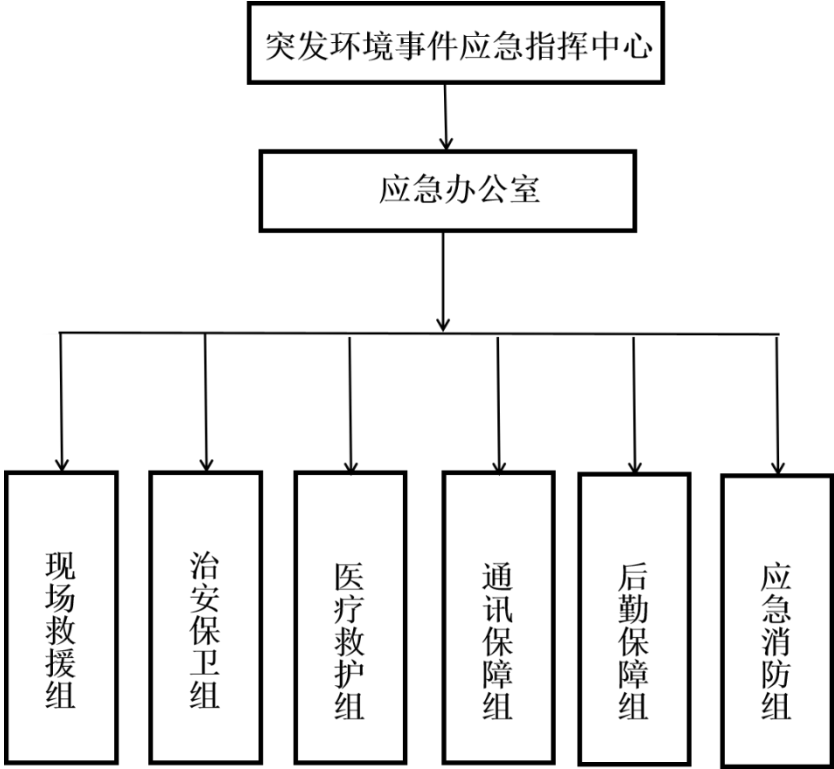 突发环境事件应急指挥中心
应急办公室
现场救援组
治安保卫组
医疗救护组
通讯保障组
后勤保障组
应急消防组